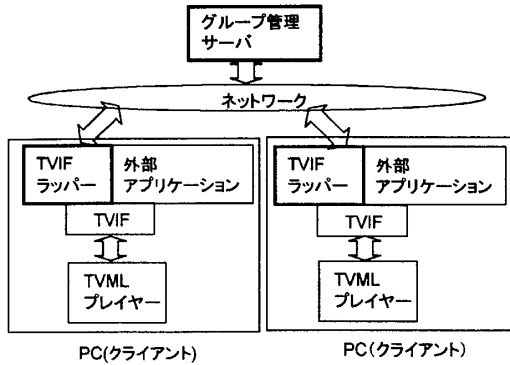 グループ管理
サーバ
ネットワーク
TVIF
ラッパー
外部
アプリケーション
TVIF
TVML
プレイヤー
PC(クライアント)
TVIF
ラッパー
外部
アプリケーション
TVIF
TVML
プレイヤー
PC(クライアント)